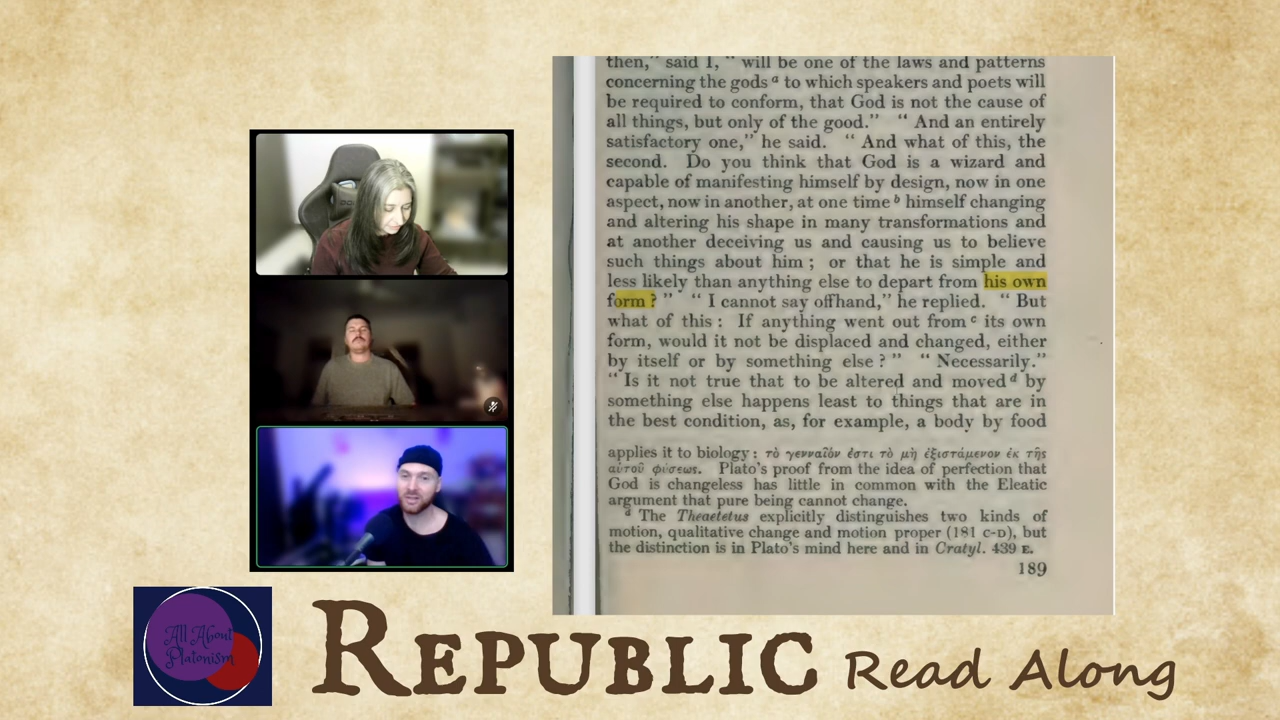 then,” said I, “ will be one of the laws and patterns
concerning the gods ᵃ to which speakers and poets will
be required to conform, that God is not the cause of
all things, but only of the good.” “ And an entirely
satisfactory one,” he said. “ And what of this, the
second. Do you think that God is a wizard and
capable of manifesting himself by design, now in one
aspect, now in another, at one time ᵇ himself changing
and altering his shape in many transformations and
at another deceiving us and causing us to believe
such things about him ; or that he is simple and
less likely than anything else to depart from his own
form ? ” “ I cannot say offhand,” he replied. “ But
what of this : If anything went out from ᶜ its own
form, would it not be displaced and changed, either
by itself or by something else ? ” “ Necessarily.”
“ Is it not true that to be altered and moved ᵈ by
something else happens least to things that are in
the best condition, as, for example, a body by food
applies it to biology : τὸ γενναῖόν ἐστι τὸ μὴ ἐξιστάμενον ἐκ τῆς
αὑτοῦ φύσεως. Plato’s proof from the idea of perfection that
God is changeless has little in common with the Eleatic
argument that pure being cannot change.
ᵈ The Theaetetus explicitly distinguishes two kinds of
motion, qualitative change and motion proper (181 C-D), but
the distinction is in Plato’s mind here and in Cratyl. 439 E.
189
All About
Platonism
REPUBLIC Read Along